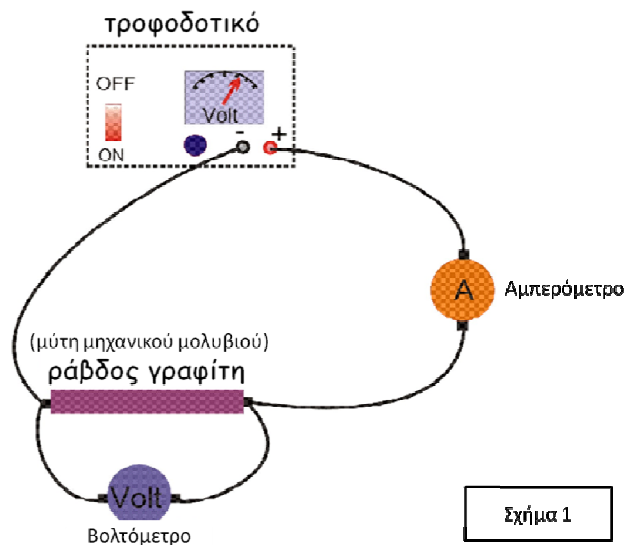 τροφοδοτικό
OFF
Volt
ON
- +
A
Αμπερόμετρο
(μύτη μηχανικού μολυβιού)
ράβδος γραφίτη
Volt
Βολτόμετρο
Σχήμα 1